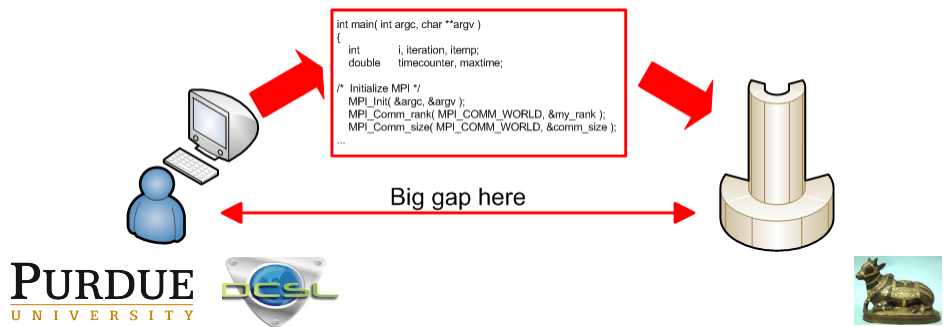 int main( int argc, char **argv )
{
int i, iteration, itemp;
double timecounter, maxtime;
/* Initialize MPI */
MPI_Init( &argc, &argv );
MPI_Comm_rank( MPI_COMM_WORLD, &my_rank );
MPI_Comm_size( MPI_COMM_WORLD, &comm_size );
...
Big gap here
PURDUE
UNIVERSITY
DCSL